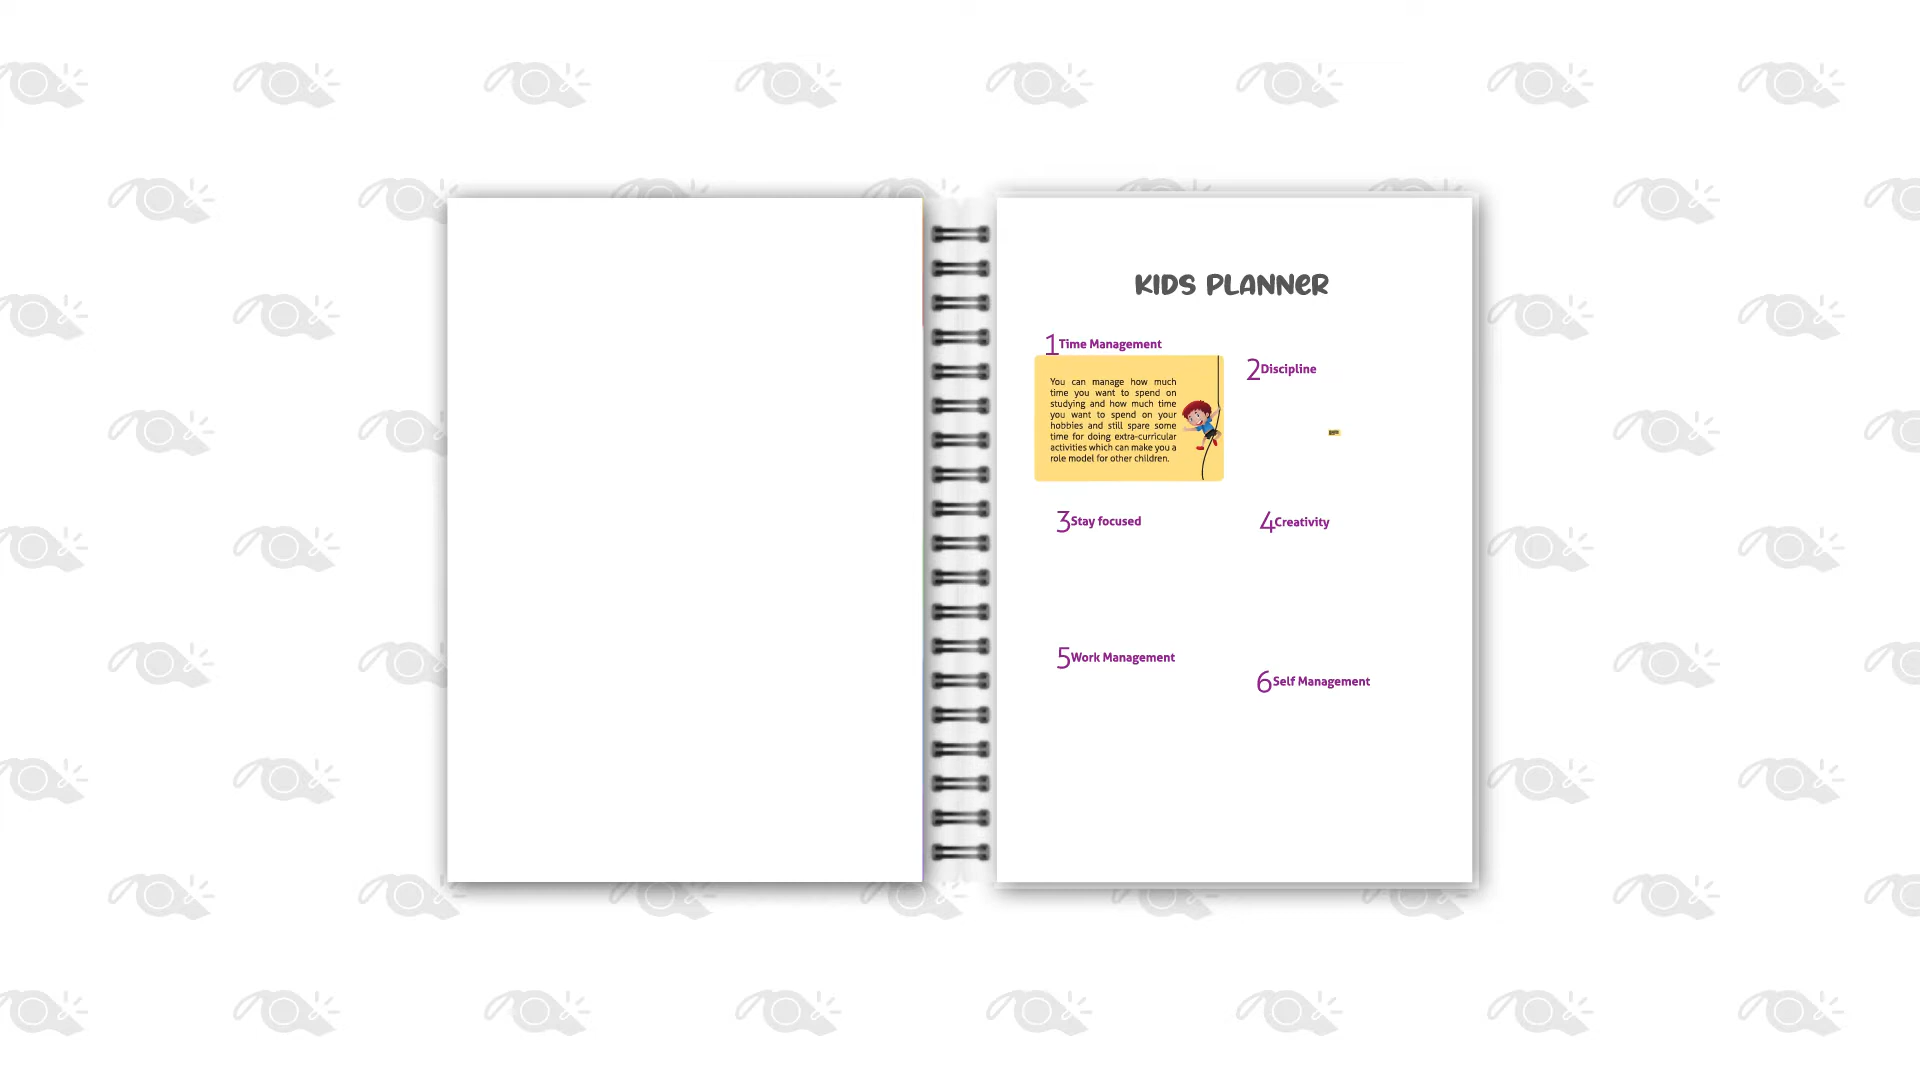 KIDS PLANNER
1 Time Management
You can manage how much
time you want to spend on
studying and how much time
you want to spend on your
hobbies and still spare some
time for doing extra-curricular
activities which can make you a
role model for other children.
2 Discipline
3 Stay focused
4 Creativity
5 Work Management
6 Self Management